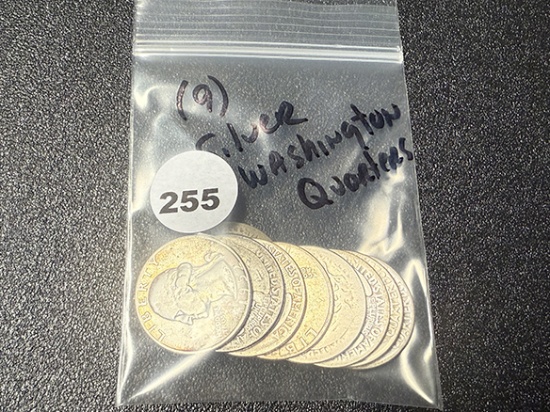 (9)
Silver
Washington
Quarters
255
LIBERTY